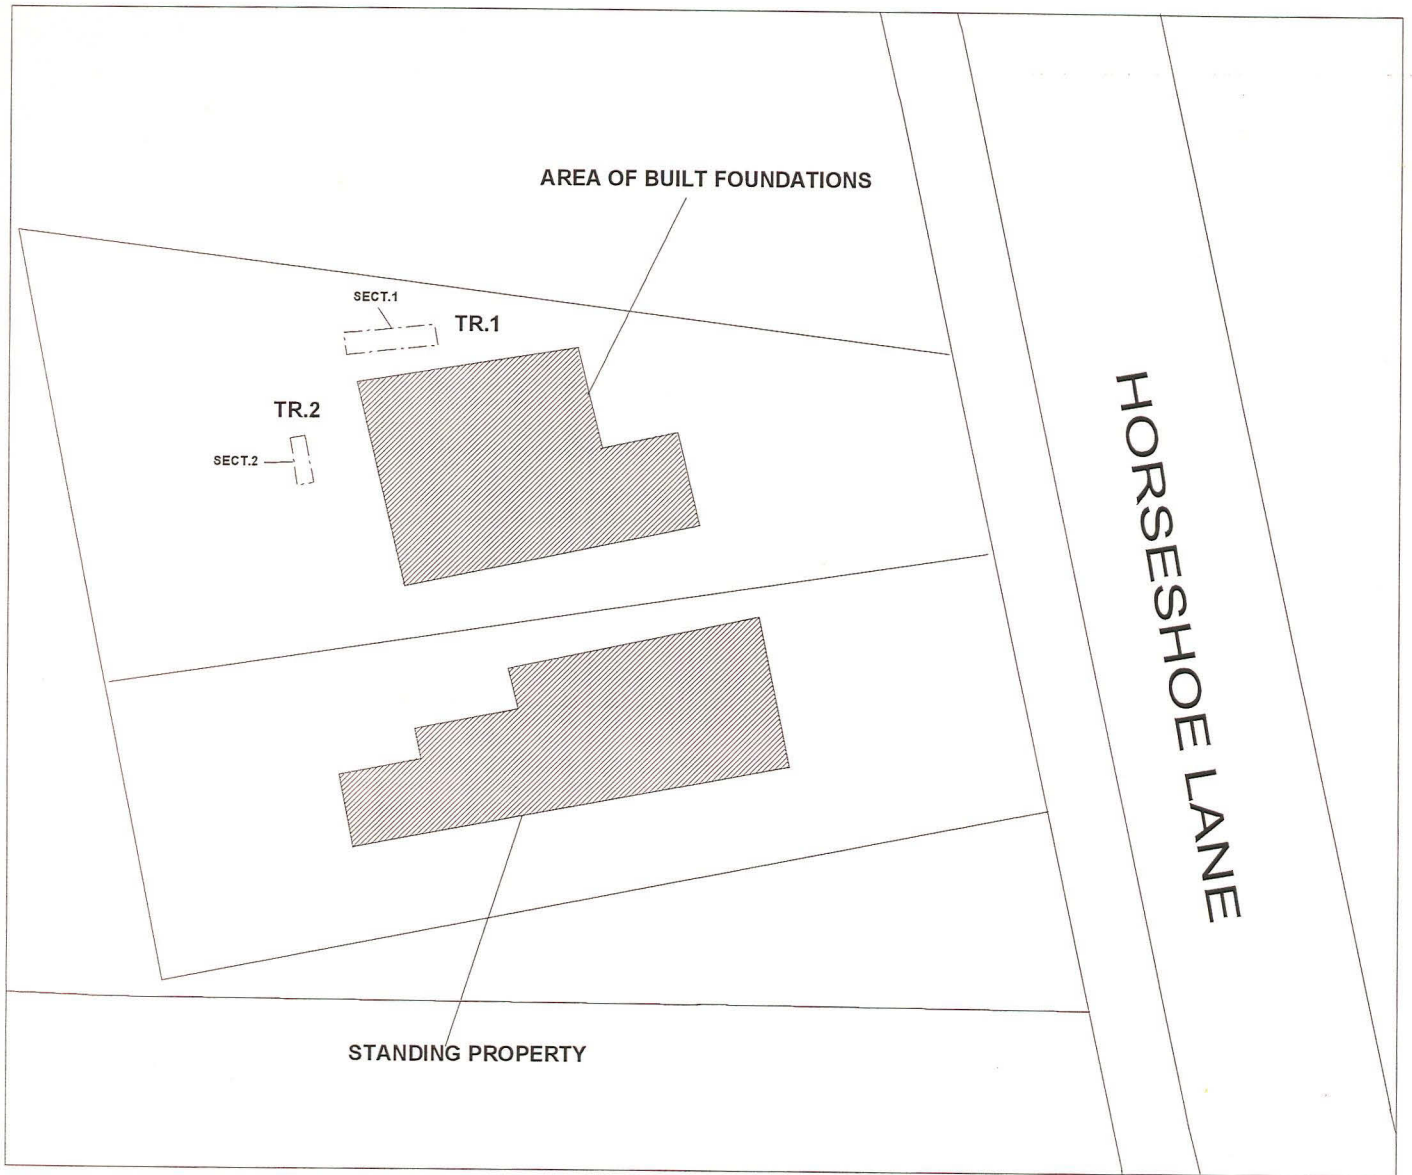 AREA OF BUILT FOUNDATIONS
SECT.1
TR.1
TR.2
SECT.2
HORSESHOE LANE
STANDING PROPERTY